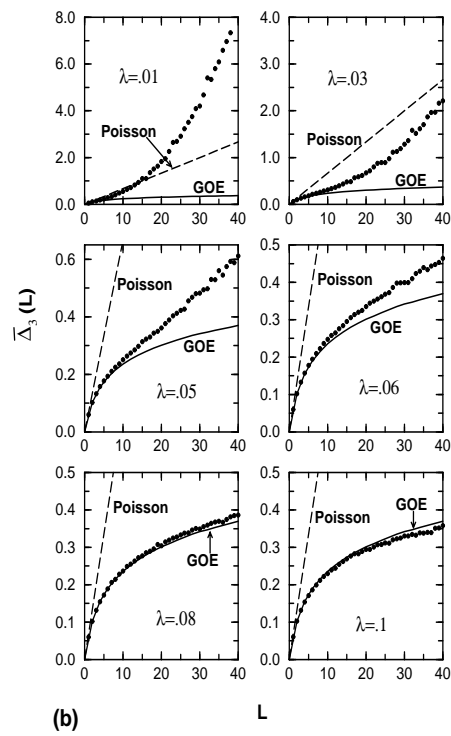 8.0
6.0
4.0
2.0
0.0
0 10 20 30 40
λ=.01
Poisson
GOE
4.0
3.0
2.0
1.0
0.0
0 10 20 30 40
λ=.03
Poisson
GOE
0.6
0.4
0.2
0.0
0 10 20 30 40
Poisson
GOE
λ=.05
0.5
0.4
0.3
0.2
0.1
0.0
0 10 20 30 40
Poisson
GOE
λ=.06
Δ̅₃ (L)
0.5
0.4
0.3
0.2
0.1
0.0
0 10 20 30 40
Poisson
GOE
λ=.08
0.5
0.4
0.3
0.2
0.1
0.0
0 10 20 30 40
GOE
Poisson
λ=.1
(b)
L